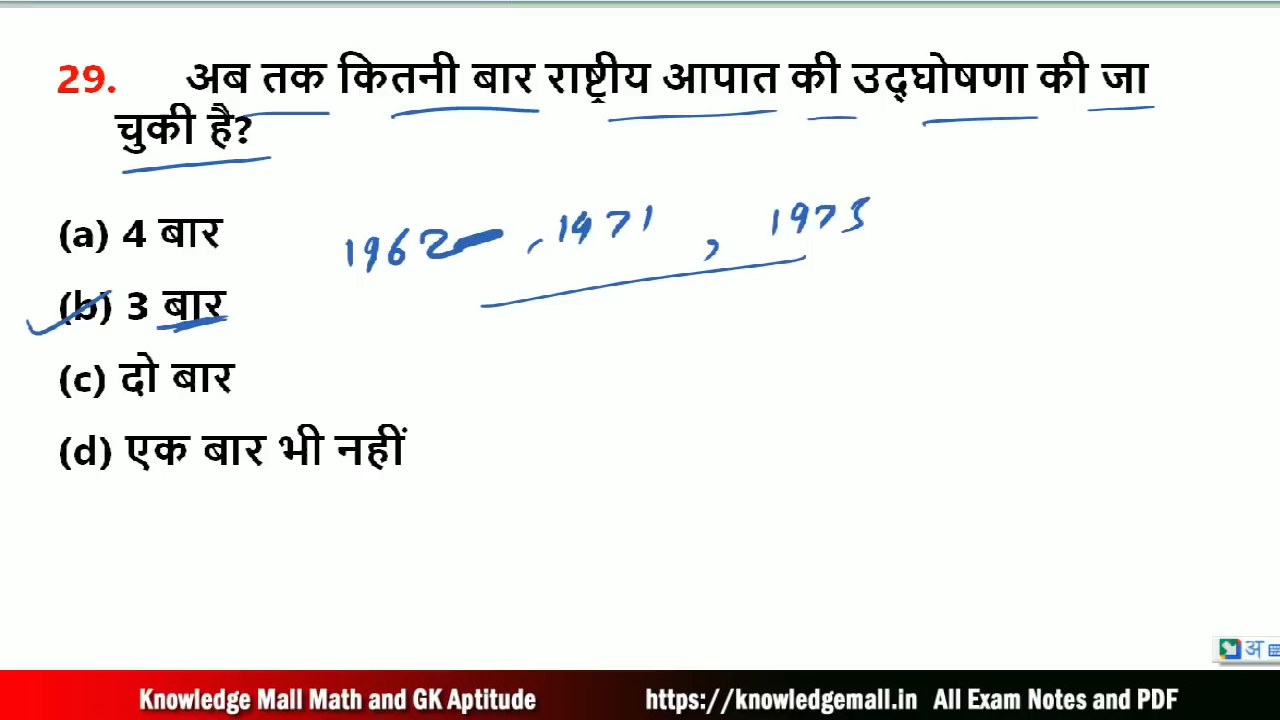 29. अब तक कितनी बार राष्ट्रीय आपात की उद्घोषणा की जा
चुकी है?
(a) 4 बार
1962 , 1971 , 1975
(b) 3 बार
(c) दो बार
(d) एक बार भी नहीं
अ
Knowledge Mall Math and GK Aptitude https://knowledgemall.in All Exam Notes and PDF